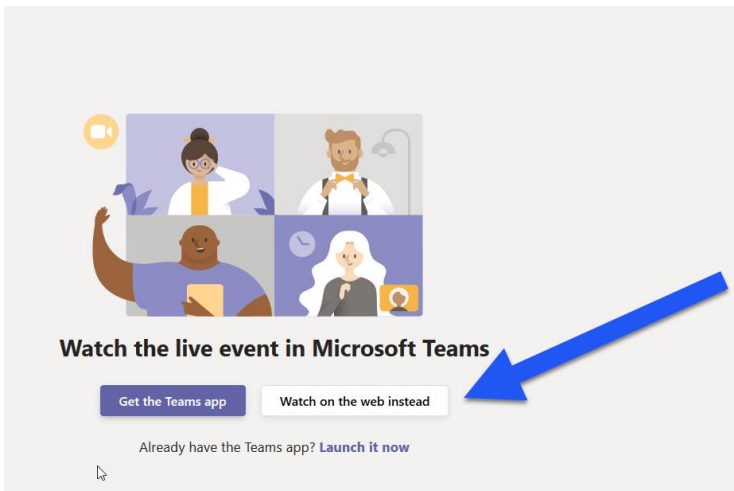 Watch the live event in Microsoft Teams
Get the Teams app
Watch on the web instead
Already have the Teams app? Launch it now